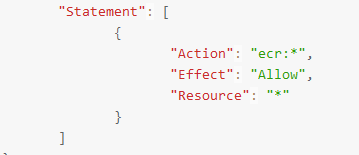 "Statement": [
{
"Action": "ecr:*",
"Effect": "Allow",
"Resource": "*"
}
]